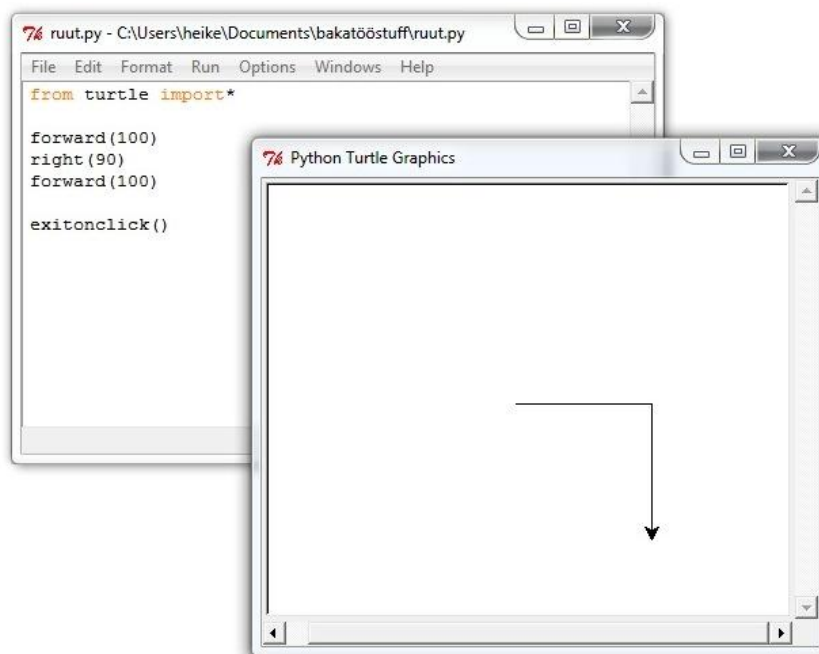 ruut.py - C:\Users\heike\Documents\bakatööstuff\ruut.py
File Edit Format Run Options Windows Help
from turtle import*
forward(100)
right(90)
forward(100)
exitonclick()
Python Turtle Graphics